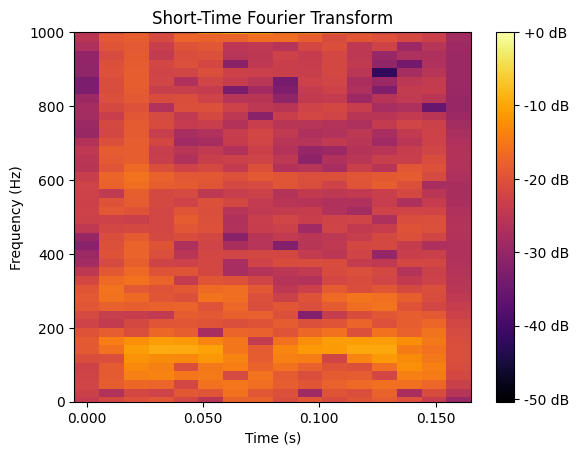 Short-Time Fourier Transform
1000
800
600
400
200
0
Frequency (Hz)
0.000
0.050
0.100
0.150
Time (s)
+0 dB
-10 dB
-20 dB
-30 dB
-40 dB
-50 dB